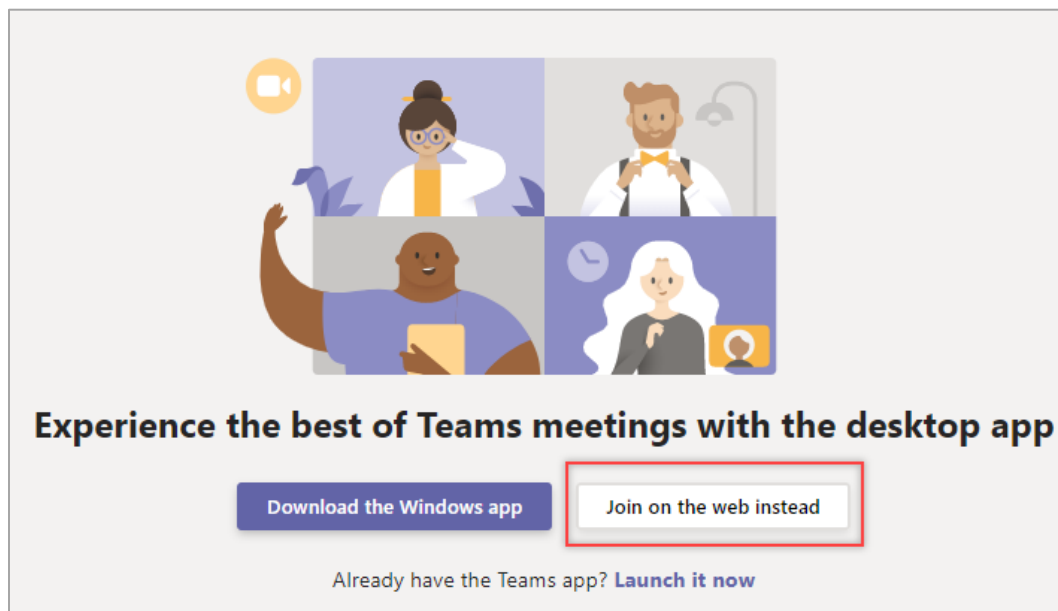 Experience the best of Teams meetings with the desktop app
Download the Windows app
Join on the web instead
Already have the Teams app? Launch it now